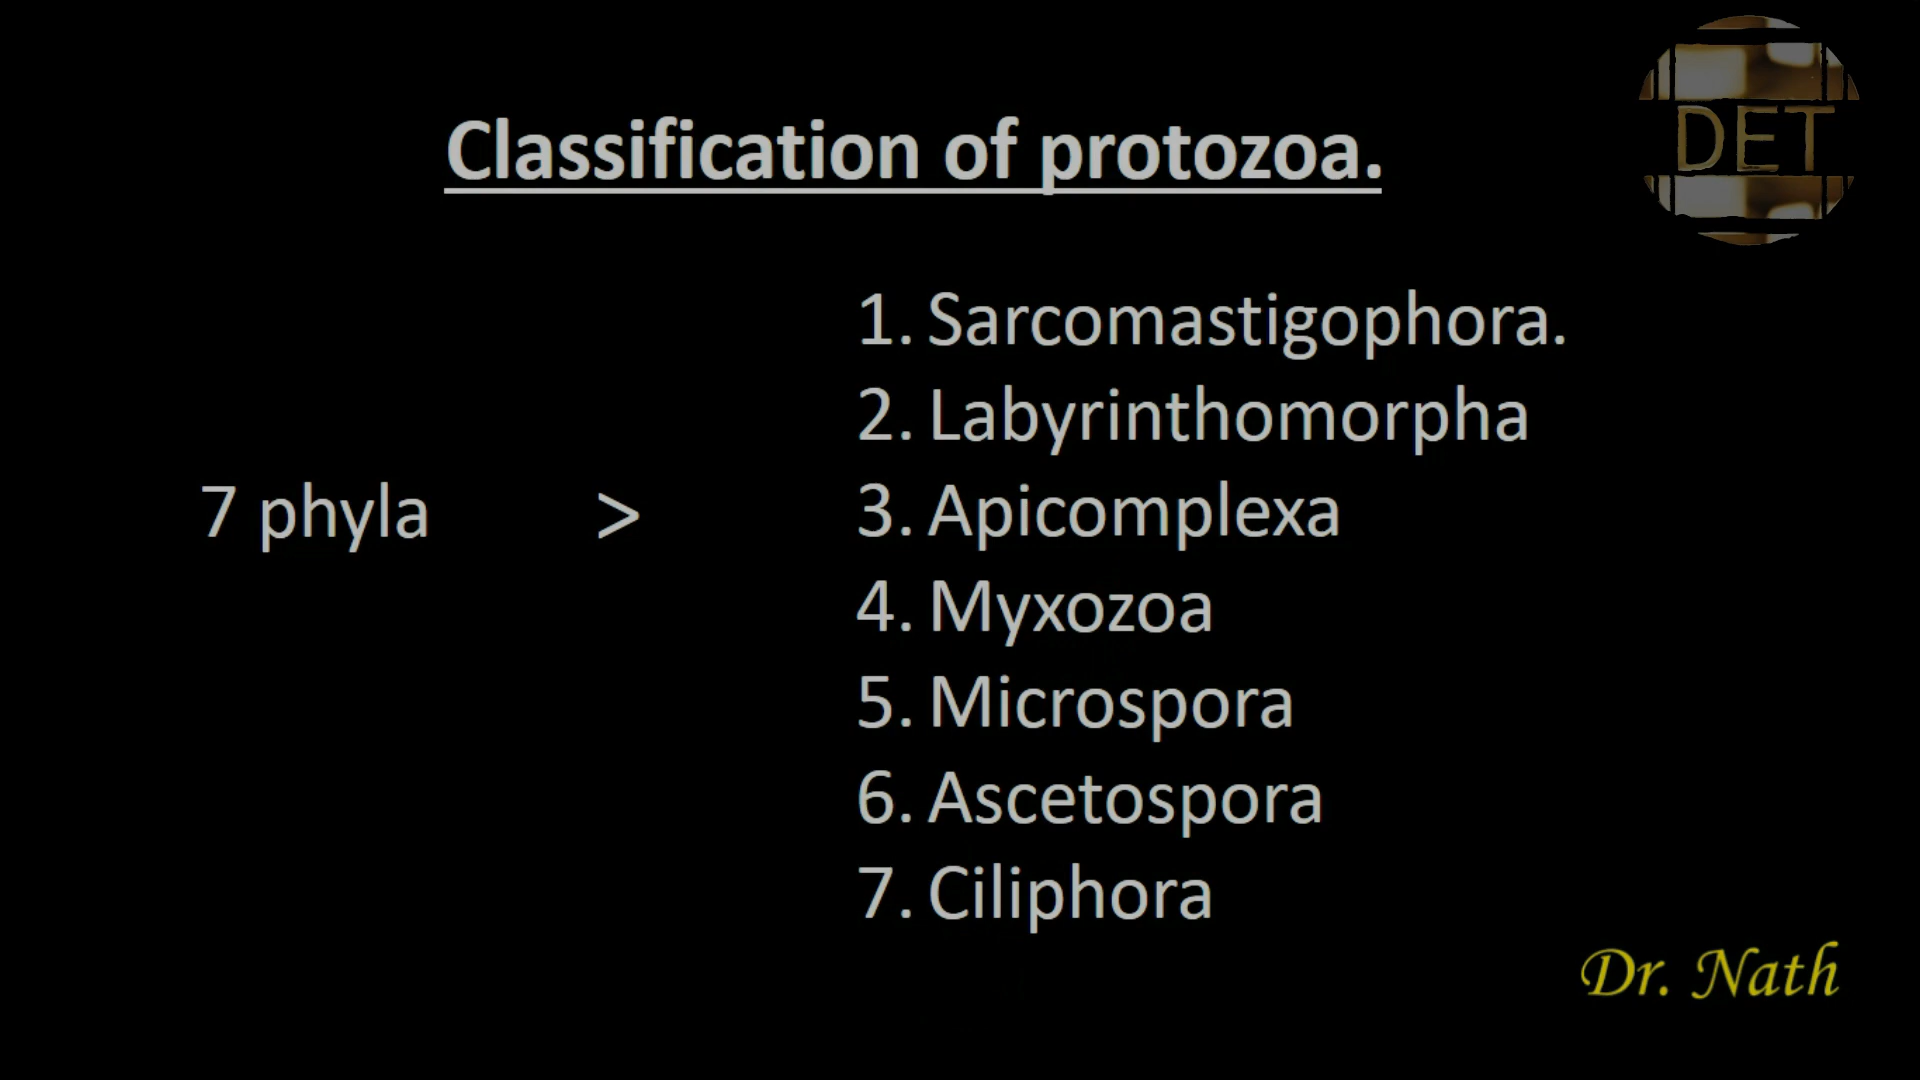 DET
Classification of protozoa.
7 phyla >
1. Sarcomastigophora.
2. Labyrinthomorpha
3. Apicomplexa
4. Myxozoa
5. Microspora
6. Ascetospora
7. Ciliphora
Dr. Nath